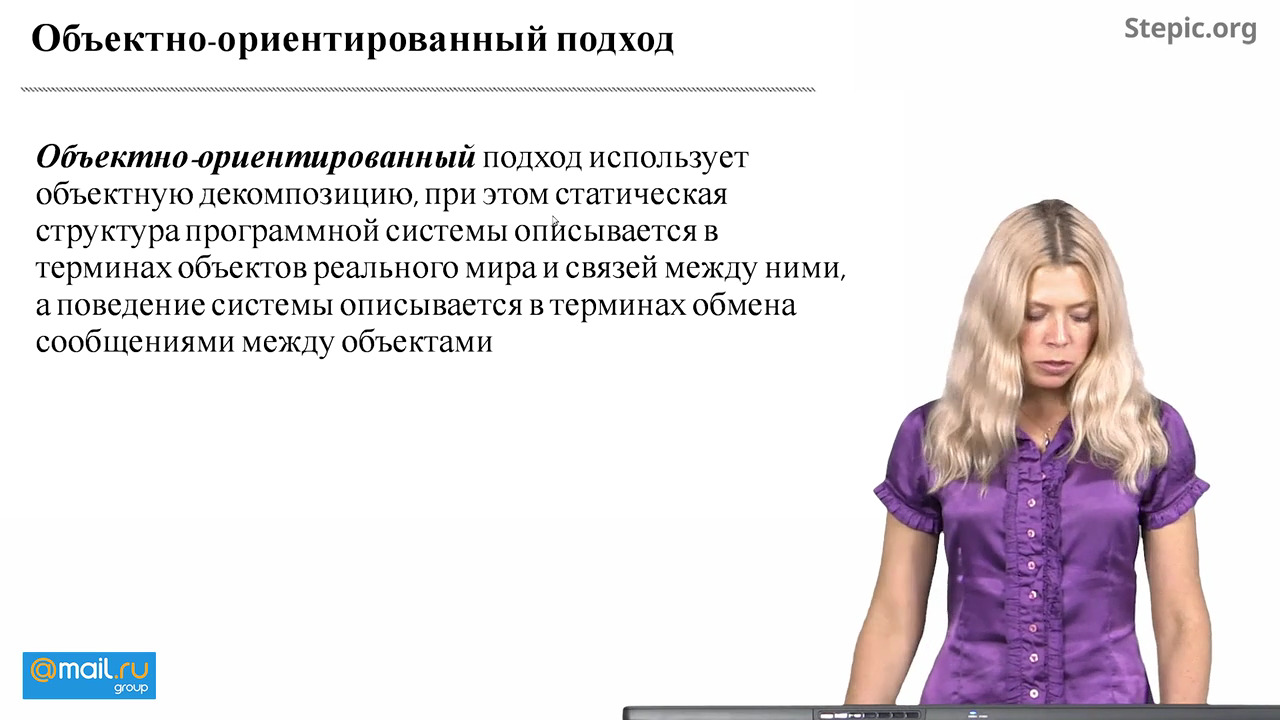 Объектно-ориентированный подход
Stepic.org
Объектно-ориентированный подход использует
объектную декомпозицию, при этом статическая
структура программной системы описывается в
терминах объектов реального мира и связей между ними,
а поведение системы описывается в терминах обмена
сообщениями между объектами
@mail.ru
group